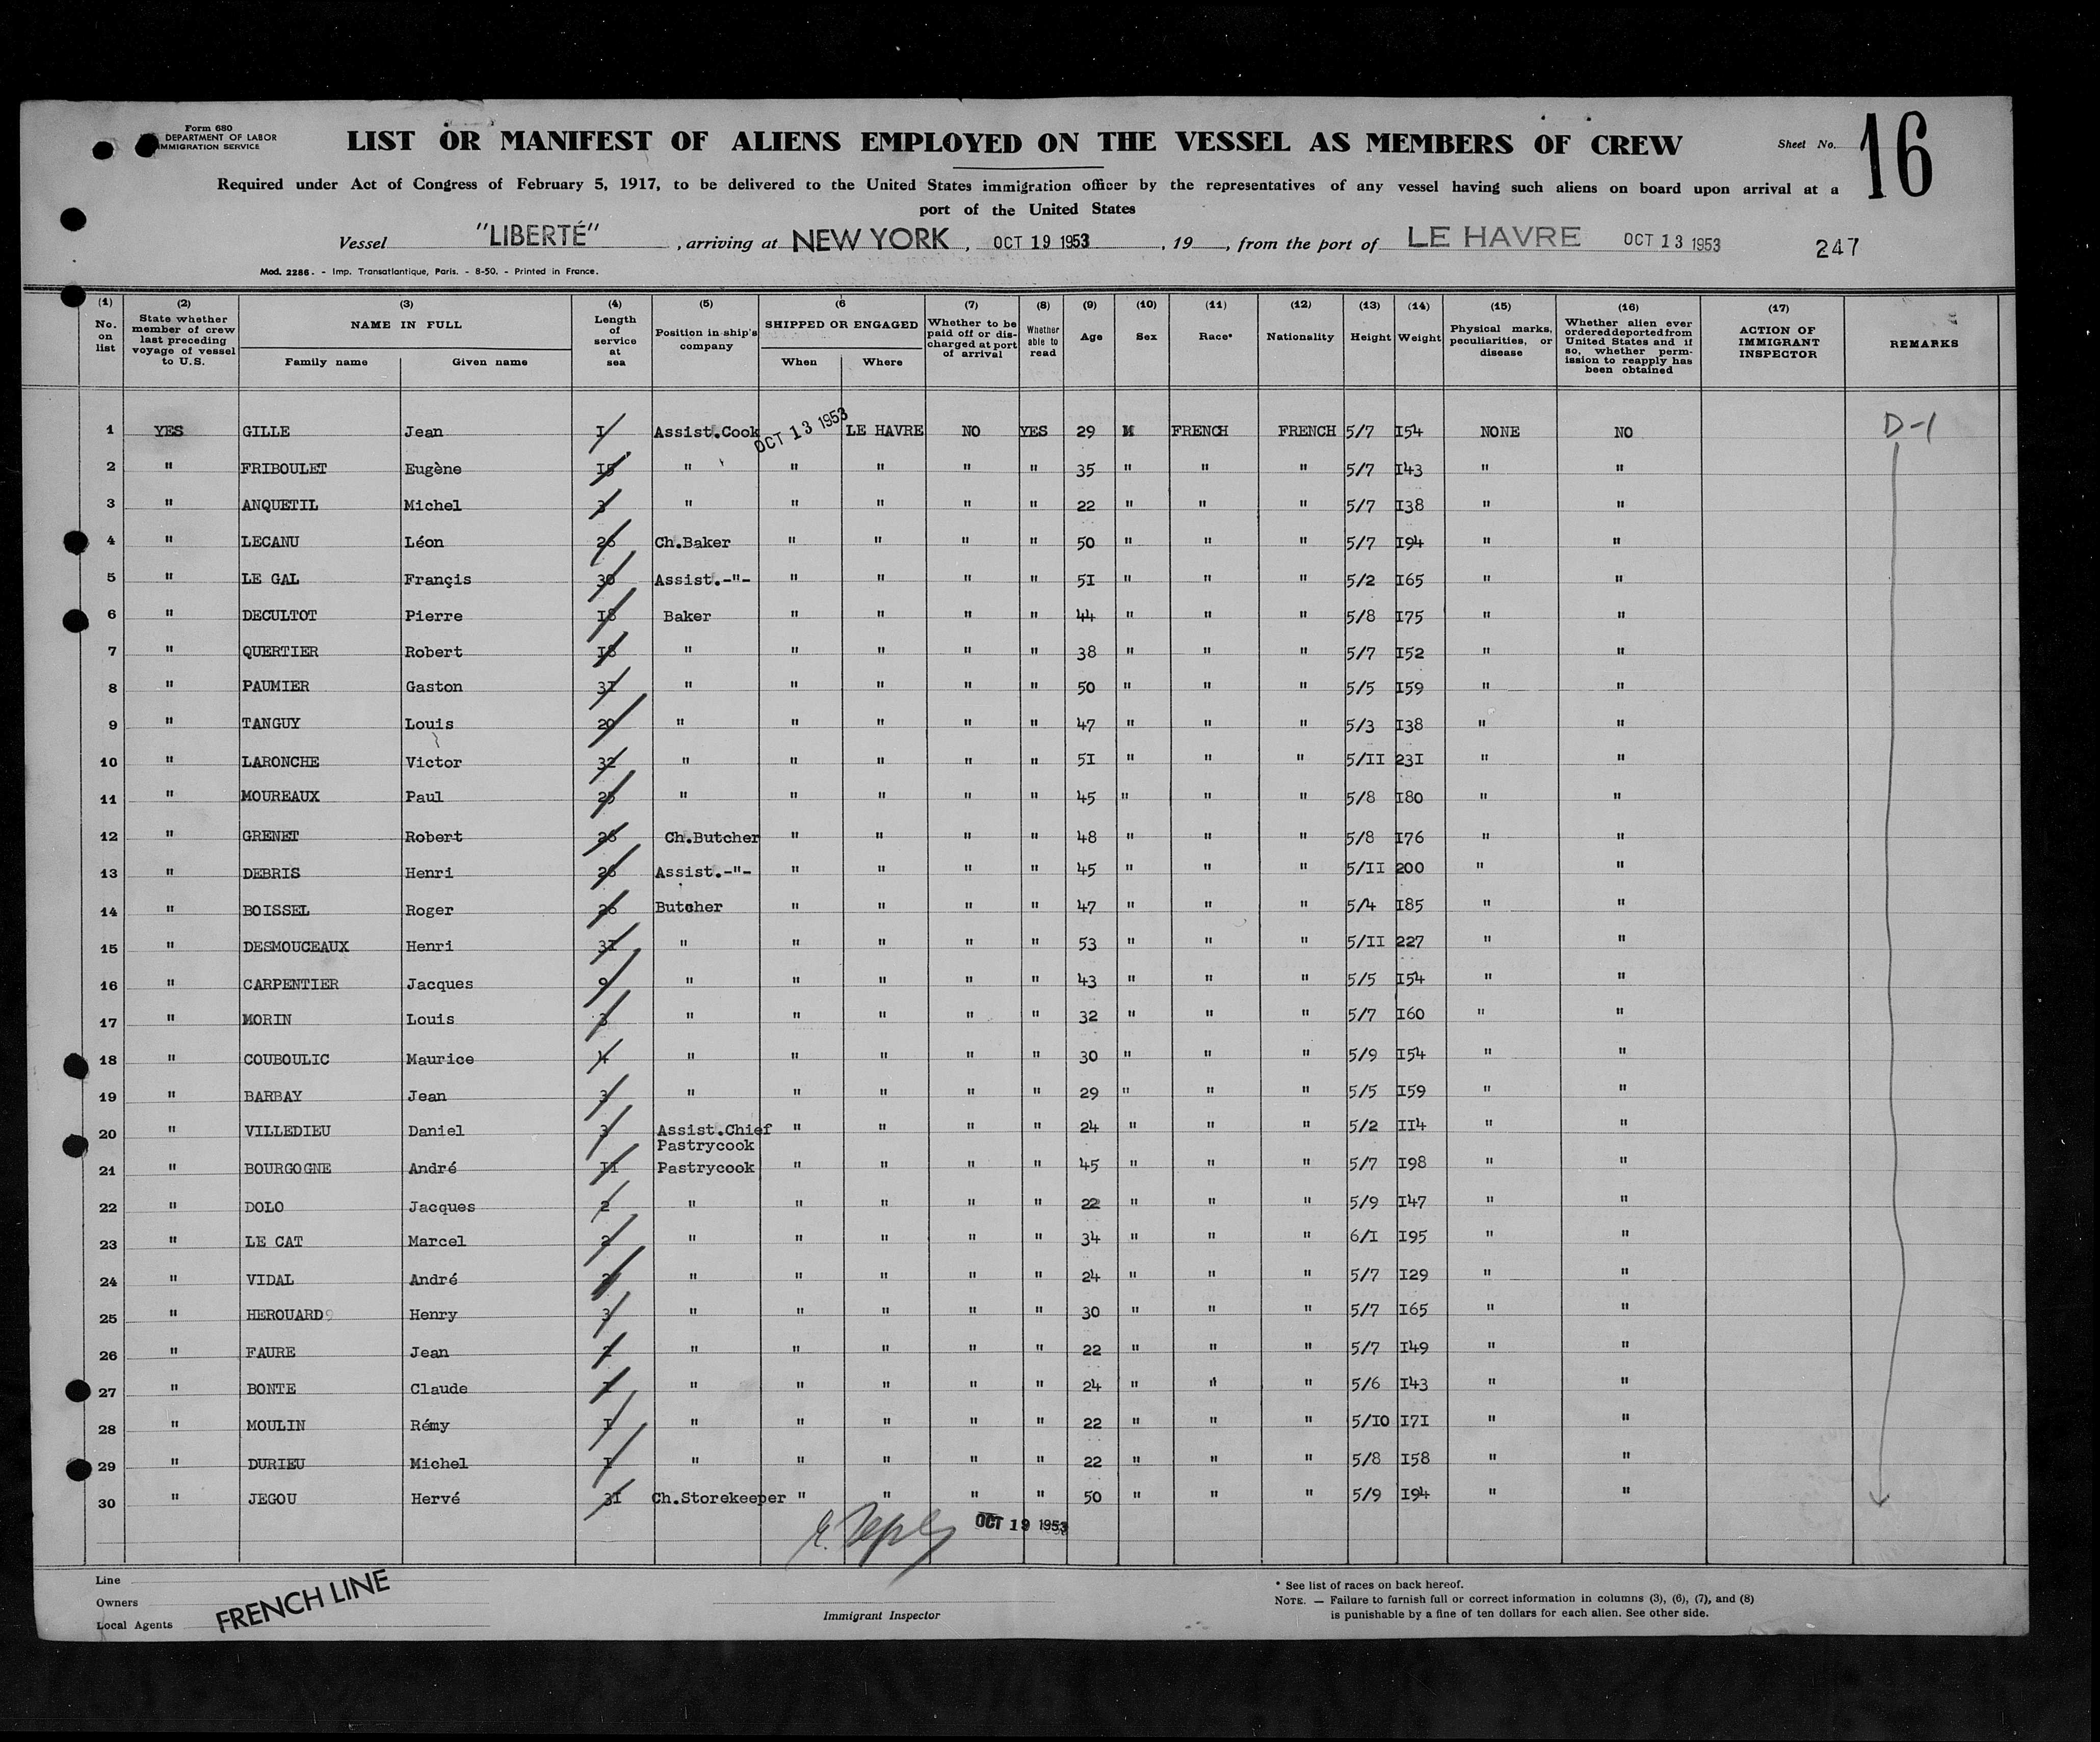 Form 680
DEPARTMENT OF LABOR
IMMIGRATION SERVICE
LIST OR MANIFEST OF ALIENS EMPLOYED ON THE VESSEL AS MEMBERS OF CREW
Sheet No. 16
Required under Act of Congress of February 5, 1917, to be delivered to the United States immigration officer by the representatives of any vessel having such aliens on board upon arrival at a
port of the United States
Vessel "LIBERTÉ", arriving at NEW YORK, OCT 19 1953, 19, from the port of LE HAVRE OCT 13 1953 247
Mod. 2286. - Imp. Transatlantique, Paris. - 8-50. - Printed in France.
(1) No. on list (2) State whether member of crew last preceding voyage of vessel to U.S. (3) NAME IN FULL Family name Given name (4) Length of service at sea (5) Position in ship's company (6 SHIPPED OR ENGAGED When Where (7) Whether to be paid off or discharged at port of arrival (8) Whether able to read (9) Age (10) Sex (11) Race* (12) Nationality (13) Height (14) Weight (15) Physical marks, peculiarities, or disease (16) Whether alien ever ordered deported from United States and if so, whether permission to reapply has been obtained (17) ACTION OF IMMIGRANT INSPECTOR REMARKS
1 YES GILLE Jean I Assist.Cook OCT 13 1953 LE HAVRE NO YES 29 M FRENCH FRENCH 5/7 I54 NONE NO D-1
2 " FRIBOULET Eugène I5 " " " " " 35 " " " 5/7 I43 " "
3 " ANQUETIL Michel 3 " " " " " 22 " " " 5/7 I38 " "
4 " LECANU Léon 26 Ch.Baker " " " " 50 " " " 5/7 I94 " "
5 " LE GAL Françis 30 Assist.-"- " " " " 5I " " " 5/2 I65 " "
6 " DECULTOT Pierre I8 Baker " " " " 44 " " " 5/8 I75 " "
7 " QUERTIER Robert I8 " " " " " 38 " " " 5/7 I52 " "
8 " PAUMIER Gaston 3I " " " " " 50 " " " 5/5 I59 " "
9 " TANGUY Louis 20 " " " " " 47 " " " 5/3 I38 " "
10 " LARONCHE Victor 32 " " " " " 5I " " " 5/II 23I " "
11 " MOUREAUX Paul 25 " " " " " 45 " " " 5/8 I80 " "
12 " GRENET Robert 26 Ch.Butcher " " " " 48 " " " 5/8 I76 " "
13 " DEBRIS Henri 26 Assist.-"- " " " " 45 " " " 5/II 200 " "
14 " BOISSEL Roger 26 Butcher " " " " 47 " " " 5/4 I85 " "
15 " DESMOUCEAUX Henri 3I " " " " " 53 " " " 5/II 227 " "
16 " CARPENTIER Jacques 9 " " " " " 43 " " " 5/5 I54 " "
17 " MORIN Louis 3 " " " " " 32 " " " 5/7 I60 " "
18 " COUBOULIC Maurice 4 " " " " " 30 " " " 5/9 I54 " "
19 " BARBAY Jean 3 " " " " " 29 " " " 5/5 I59 " "
20 " VILLEDIEU Daniel 3 Assist.Chief " " " " 24 " " " 5/2 II4 " "
Pastrycook
21 " BOURGOGNE André II Pastrycook " " " " 45 " " " 5/7 I98 " "
22 " DOLO Jacques 2 " " " " " 22 " " " 5/9 I47 " "
23 " LE CAT Marcel 2 " " " " " 34 " " " 6/I I95 " "
24 " VIDAL André " " " " " 24 " " " 5/7 I29 " "
25 " HEROUARD Henry 3 " " " " " 30 " " " 5/7 I65 " "
26 " FAURE Jean 2 " " " " " 22 " " " 5/7 I49 " "
27 " BONTE Claude I " " " " " 24 " " " 5/6 I43 " "
28 " MOULIN Rémy I " " " " " 22 " " " 5/IO I7I " "
29 " DURIEU Michel I " " " " " 22 " " " 5/8 I58 " "
30 " JEGOU Hervé 3I Ch.Storekeeper " " " " 50 " " " 5/9 I94 " "
OCT 19 1953
Line
Owners
Local Agents
FRENCH LINE
Immigrant Inspector
* See list of races on back hereof.
NOTE. — Failure to furnish full or correct information in columns (3), (6), (7), and (8)
is punishable by a fine of ten dollars for each alien. See other side.